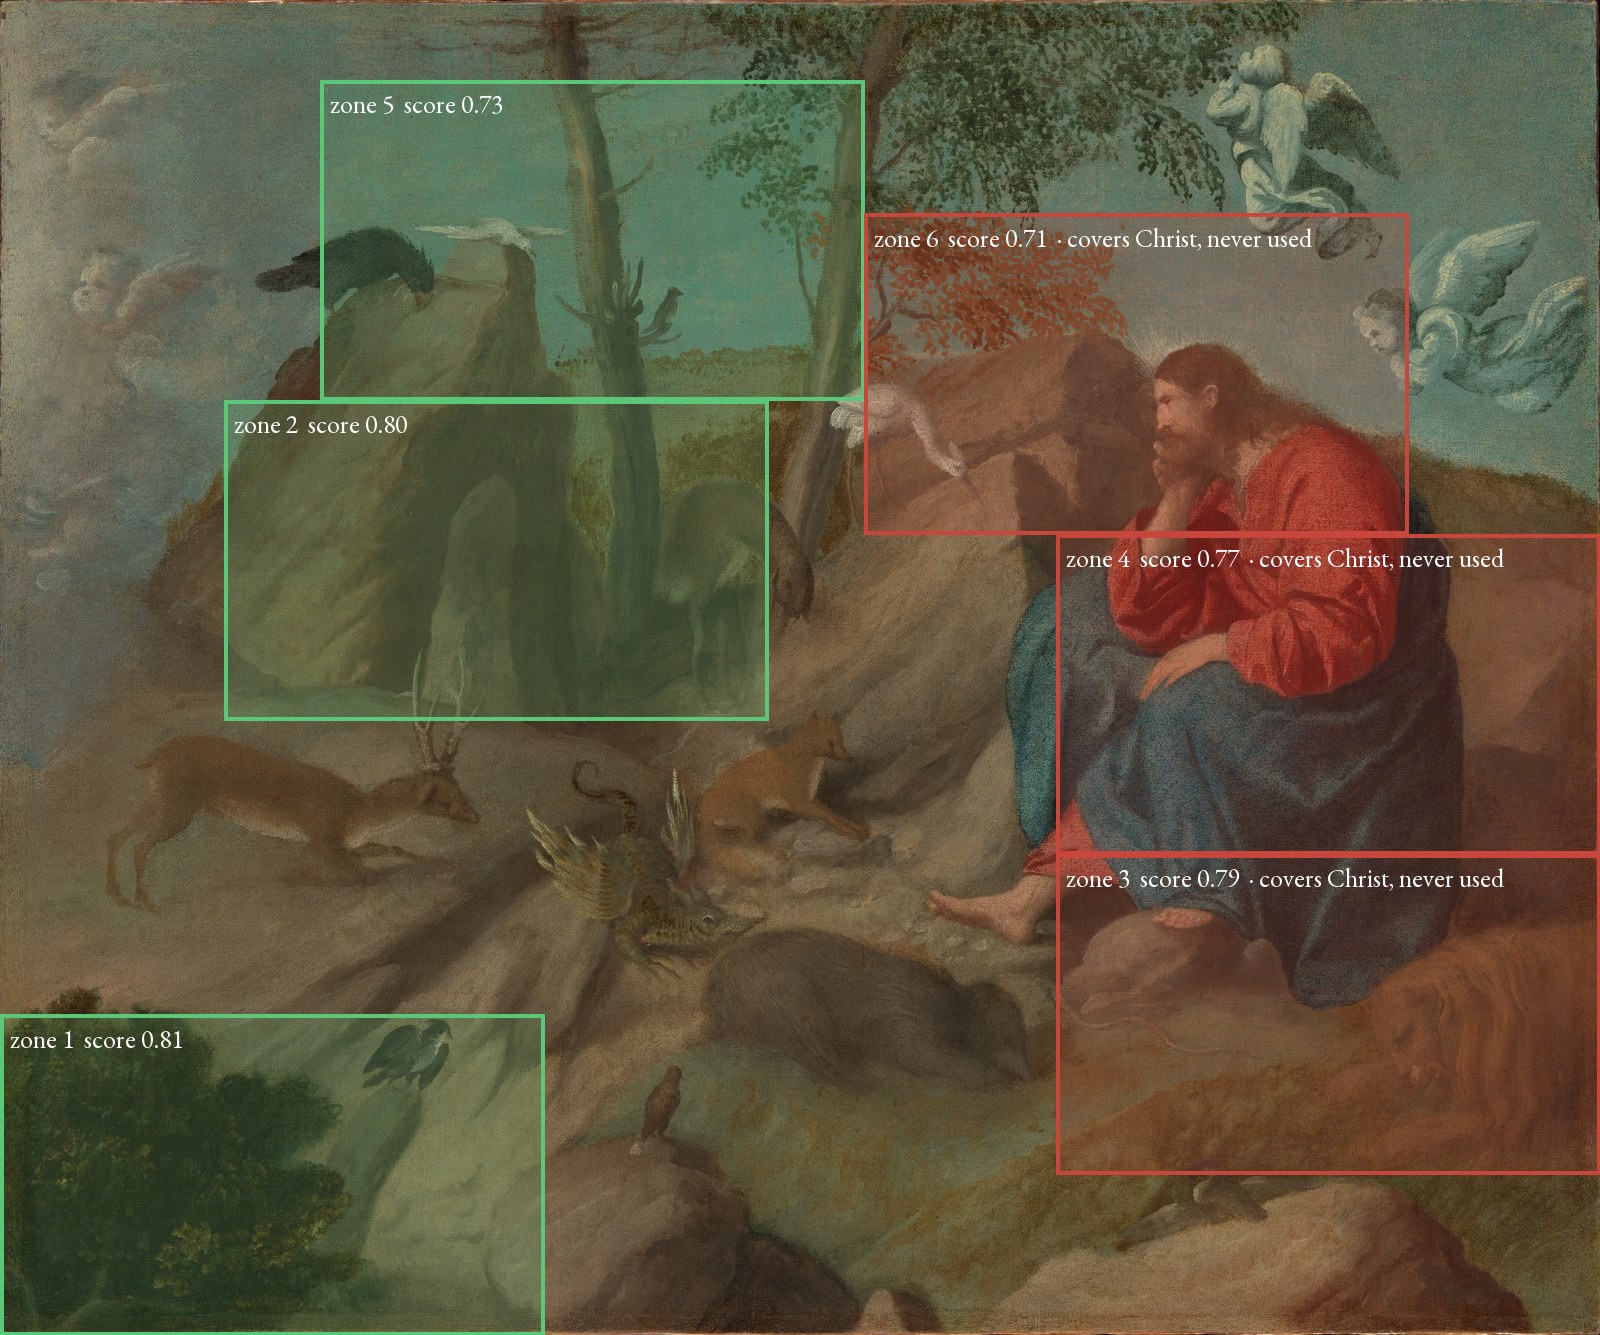 zone 5 score 0.73
zone 6 score 0.71 · covers Christ, never used
zone 2 score 0.80
zone 4 score 0.77 · covers Christ, never used
zone 3 score 0.79 · covers Christ, never used
zone 1 score 0.81